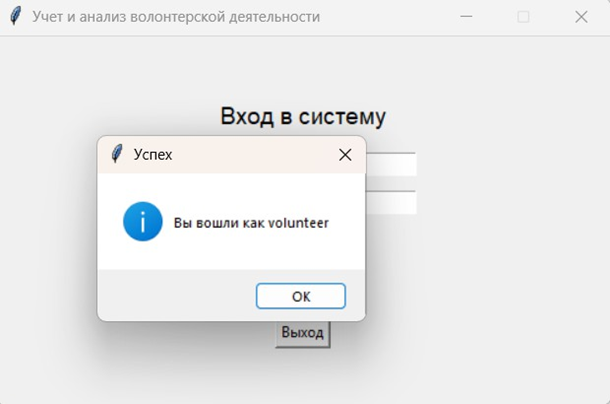 Учет и анализ волонтерской деятельности
Вход в систему
Успех
Вы вошли как volunteer
OK
Выход